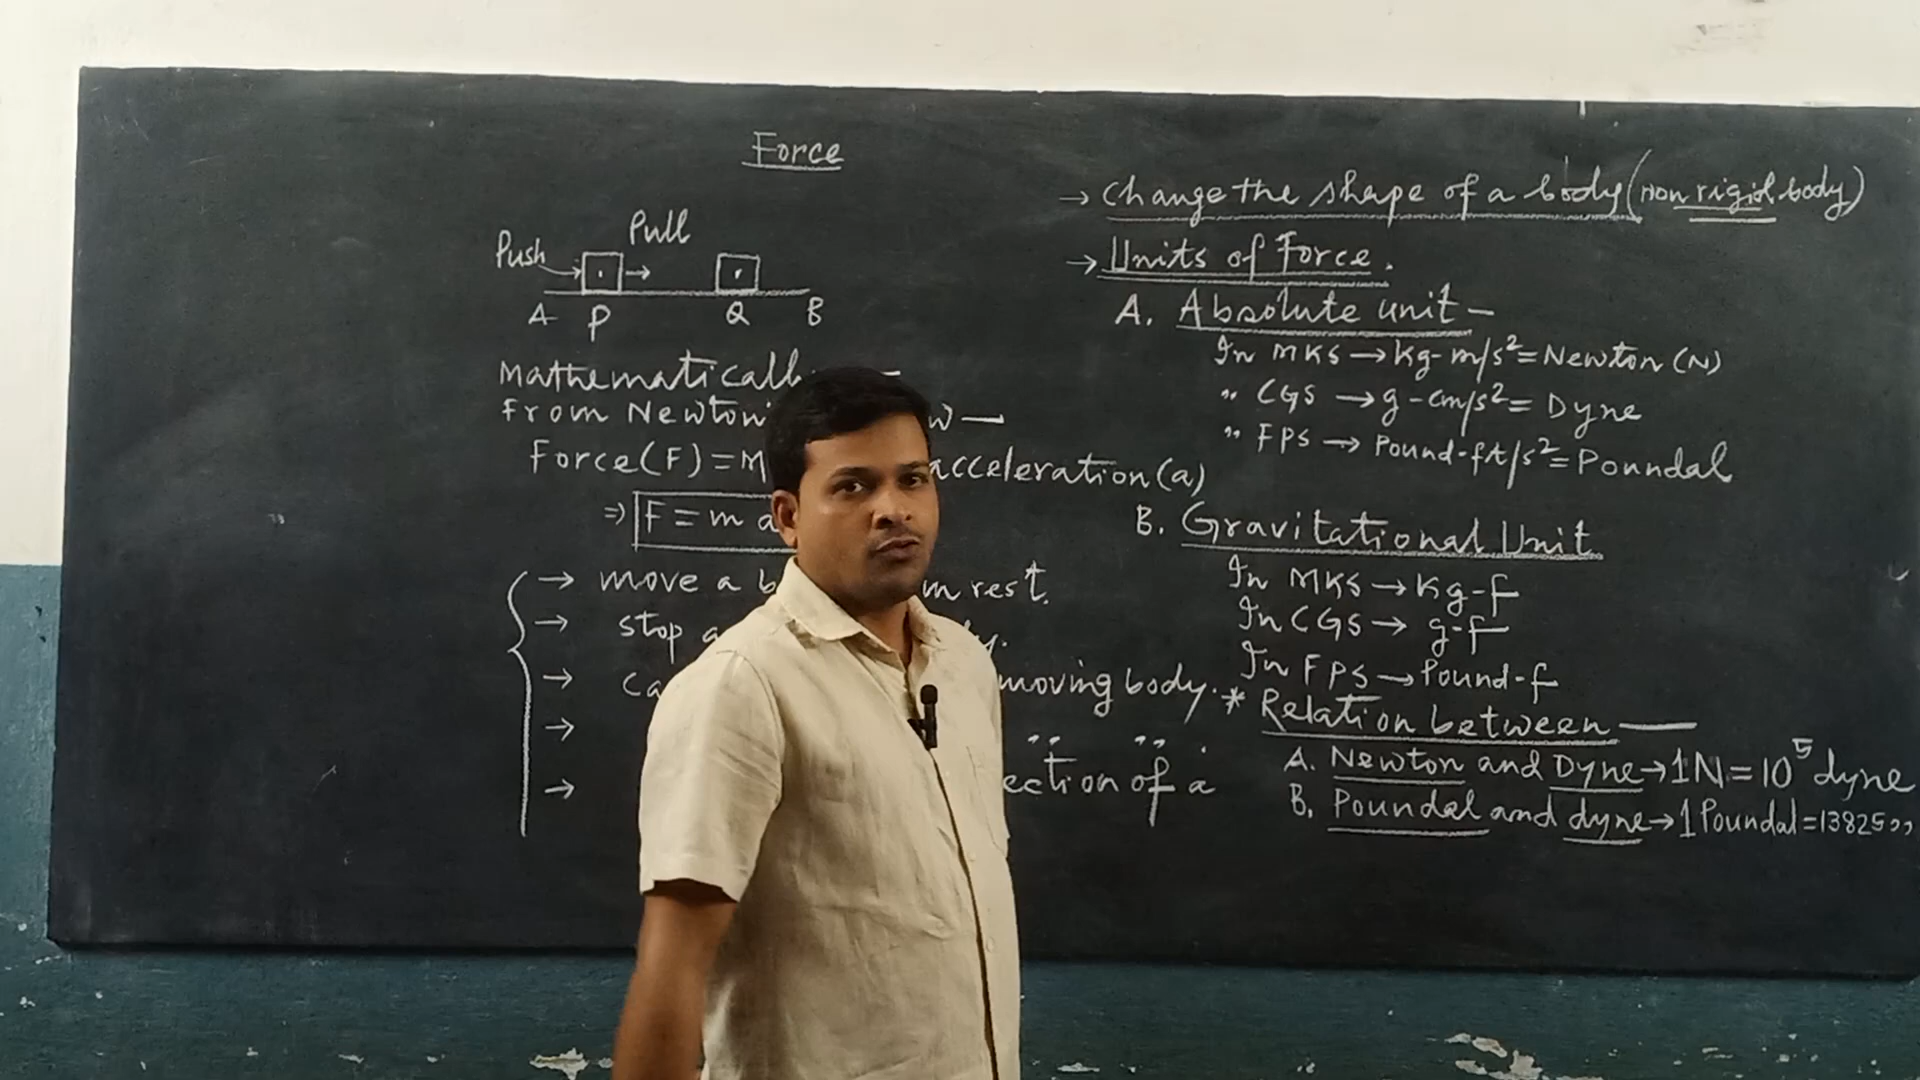 Force
Push
Pull
A P Q B
Mathematicall
from Newton
Force (F) = M acceleration (a)
⇒ F = m a
→ move a b m rest.
→ stop a y.
→ ca moving body.
→ " "
→ ection of a
→ change the shape of a body (non rigid body)
→ Units of Force.
A. Absolute unit —
In MKS → Kg-m/s² = Newton (N)
" CGS → g-cm/s² = Dyne
" FPS → Pound-ft/s² = Poundal
B. Gravitational Unit
In MKS → Kg-f
In CGS → g-f
In FPS → Pound-f
* Relation between —
A. Newton and Dyne → 1N = 10⁵ dyne
B. Poundal and dyne → 1 Poundal = 13825 "